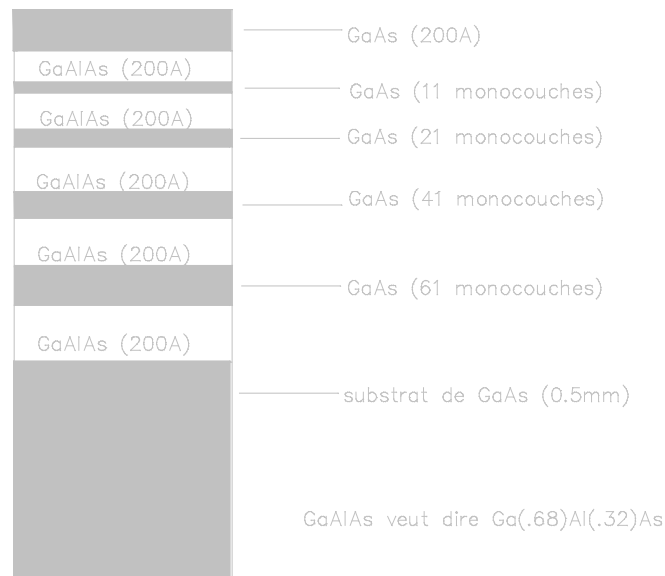 GaAs (200A)
GaAlAs (200A)
GaAs (11 monocouches)
GaAlAs (200A)
GaAs (21 monocouches)
GaAlAs (200A)
GaAs (41 monocouches)
GaAlAs (200A)
GaAs (61 monocouches)
GaAlAs (200A)
substrat de GaAs (0.5mm)
GaAlAs veut dire Ga(.68)Al(.32)As